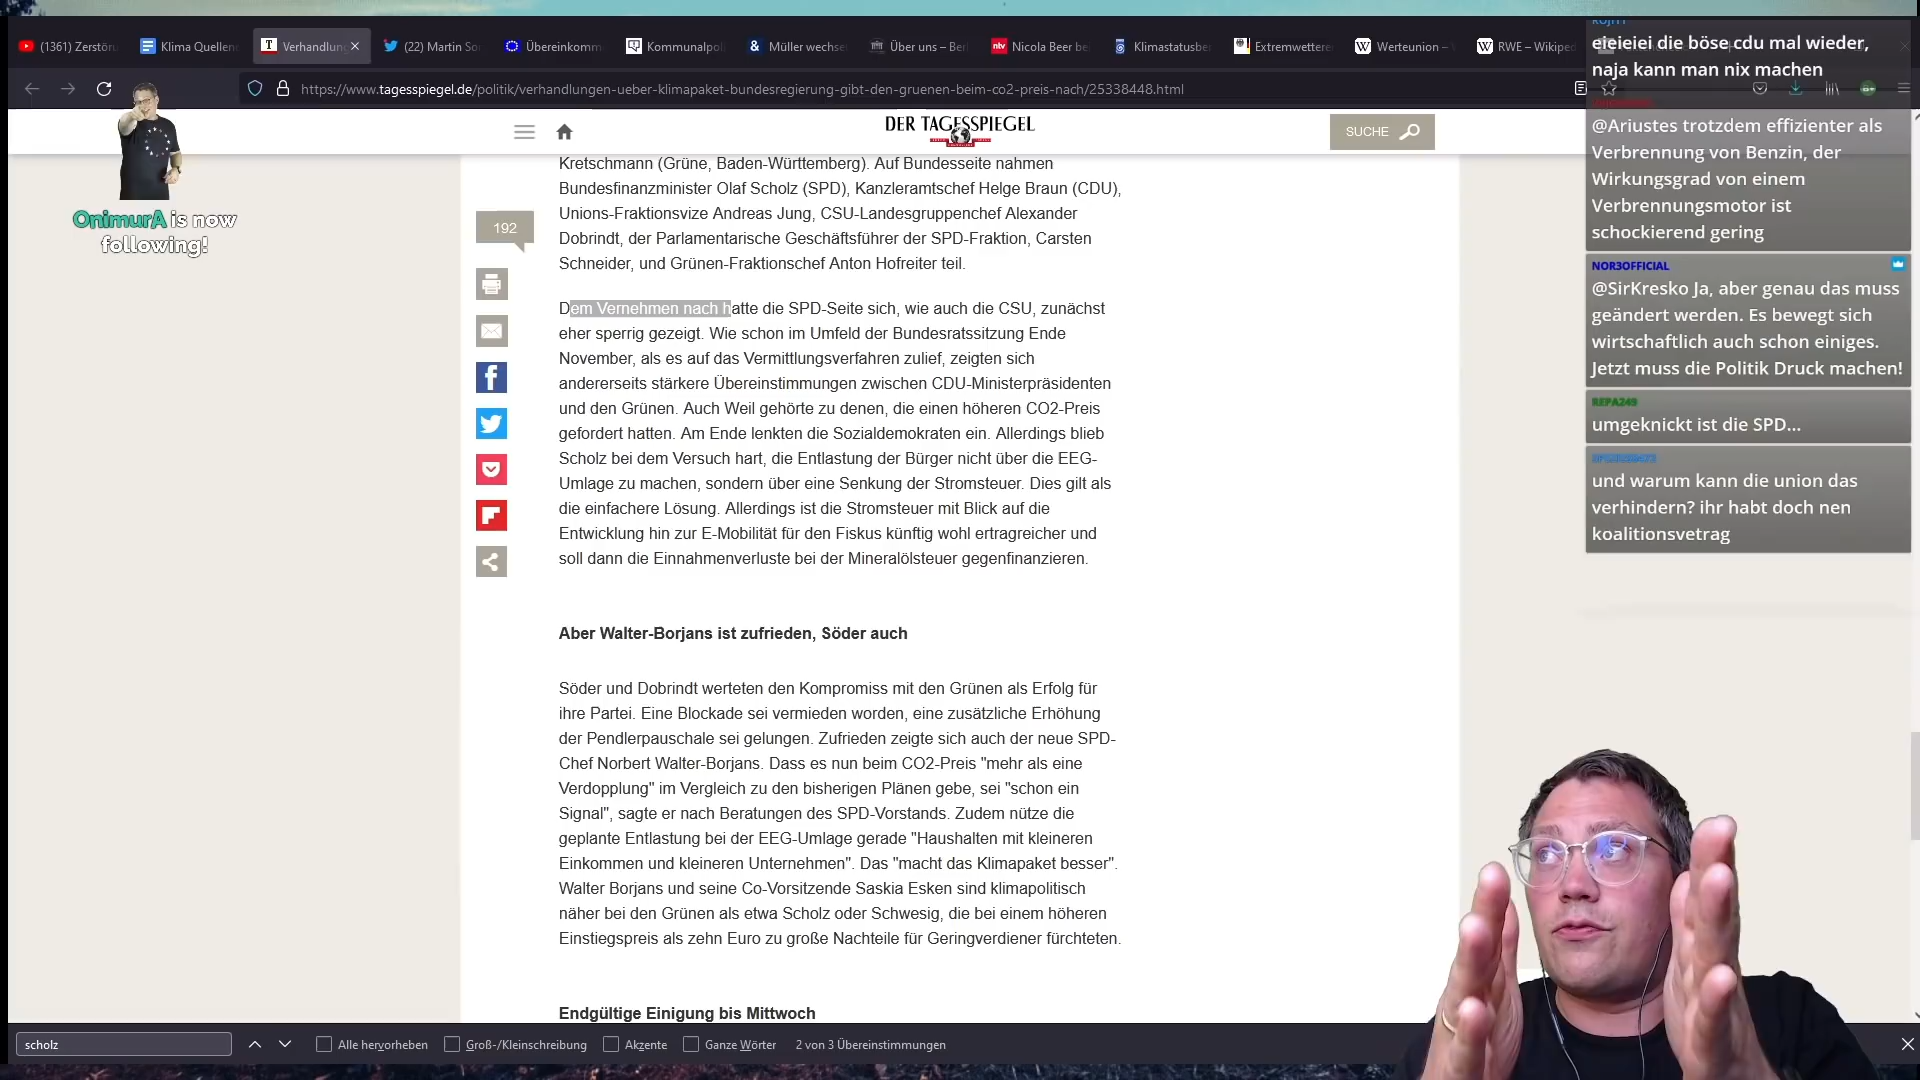 (1361) Zerstöru
Klima Quellen
Verhandlung
(22) Martin So
Übereinkomm
Kommunalpol
Müller wechse
Über uns – Berl
Nicola Beer be
Klimastatusber
Extremwettere
Werteunion –
RWE – Wikiped
https://www.tagesspiegel.de/politik/verhandlungen-ueber-klimapaket-bundesregierung-gibt-den-gruenen-beim-co2-preis-nach/25338448.html
DER TAGESSPIEGEL
SUCHE
OnimurA is now
following!
192
Kretschmann (Grüne, Baden-Württemberg). Auf Bundesseite nahmen
Bundesfinanzminister Olaf Scholz (SPD), Kanzleramtschef Helge Braun (CDU),
Unions-Fraktionsvize Andreas Jung, CSU-Landesgruppenchef Alexander
Dobrindt, der Parlamentarische Geschäftsführer der SPD-Fraktion, Carsten
Schneider, und Grünen-Fraktionschef Anton Hofreiter teil.
Dem Vernehmen nach hatte die SPD-Seite sich, wie auch die CSU, zunächst
eher sperrig gezeigt. Wie schon im Umfeld der Bundesratssitzung Ende
November, als es auf das Vermittlungsverfahren zulief, zeigten sich
andererseits stärkere Übereinstimmungen zwischen CDU-Ministerpräsidenten
und den Grünen. Auch Weil gehörte zu denen, die einen höheren CO2-Preis
gefordert hatten. Am Ende lenkten die Sozialdemokraten ein. Allerdings blieb
Scholz bei dem Versuch hart, die Entlastung der Bürger nicht über die EEG-
Umlage zu machen, sondern über eine Senkung der Stromsteuer. Dies gilt als
die einfachere Lösung. Allerdings ist die Stromsteuer mit Blick auf die
Entwicklung hin zur E-Mobilität für den Fiskus künftig wohl ertragreicher und
soll dann die Einnahmenverluste bei der Mineralölsteuer gegenfinanzieren.
Aber Walter-Borjans ist zufrieden, Söder auch
Söder und Dobrindt werteten den Kompromiss mit den Grünen als Erfolg für
ihre Partei. Eine Blockade sei vermieden worden, eine zusätzliche Erhöhung
der Pendlerpauschale sei gelungen. Zufrieden zeigte sich auch der neue SPD-
Chef Norbert Walter-Borjans. Dass es nun beim CO2-Preis "mehr als eine
Verdopplung" im Vergleich zu den bisherigen Plänen gebe, sei "schon ein
Signal", sagte er nach Beratungen des SPD-Vorstands. Zudem nütze die
geplante Entlastung bei der EEG-Umlage gerade "Haushalten mit kleineren
Einkommen und kleineren Unternehmen". Das "macht das Klimapaket besser".
Walter Borjans und seine Co-Vorsitzende Saskia Esken sind klimapolitisch
näher bei den Grünen als etwa Scholz oder Schwesig, die bei einem höheren
Einstiegspreis als zehn Euro zu große Nachteile für Geringverdiener fürchteten.
Endgültige Einigung bis Mittwoch
eieieiei die böse cdu mal wieder,
naja kann man nix machen
@Ariustes trotzdem effizienter als
Verbrennung von Benzin, der
Wirkungsgrad von einem
Verbrennungsmotor ist
schockierend gering
NOR3OFFICIAL
@SirKresko Ja, aber genau das muss
geändert werden. Es bewegt sich
wirtschaftlich auch schon einiges.
Jetzt muss die Politik Druck machen!
REPA249
umgeknickt ist die SPD...
und warum kann die union das
verhindern? ihr habt doch nen
koalitionsvetrag
scholz
Alle hervorheben
Groß-/Kleinschreibung
Akzente
Ganze Wörter
2 von 3 Übereinstimmungen